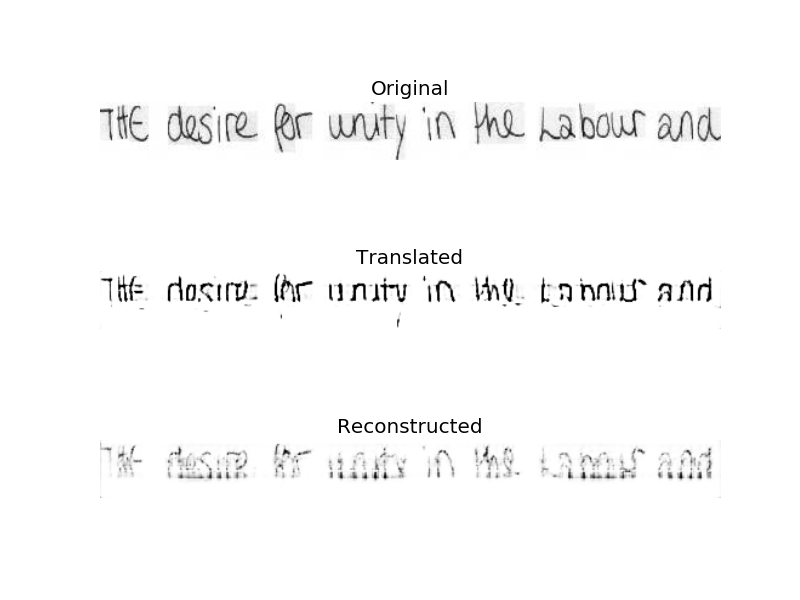 Original
THE desire for unity in the Labour and
Translated
THE desire for unity in the Labour and
Reconstructed
THE desire for unity in the Labour and